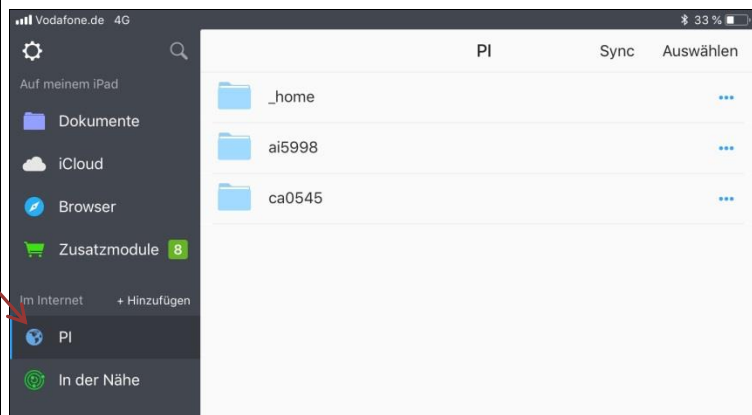 Vodafone.de 4G
33 %
PI
Sync
Auswählen
Auf meinem iPad
Dokumente
iCloud
Browser
Zusatzmodule 8
Im Internet + Hinzufügen
PI
In der Nähe
_home
ai5998
ca0545